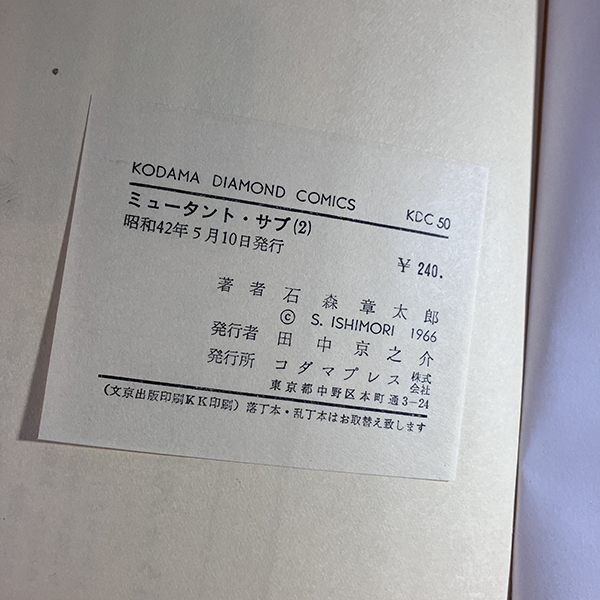 KODAMA DIAMOND COMICS KDC 50
ミュータント・サブ(2)
昭和42年5月10日発行
¥ 240.
著者 石森章太郎
© S. ISHIMORI 1966
発行者 田中京之介
発行所 コダマプレス 株式会社
東京都中野区本町通3-24
(文京出版印刷KK印刷) 落丁本・乱丁本はお取替え致します